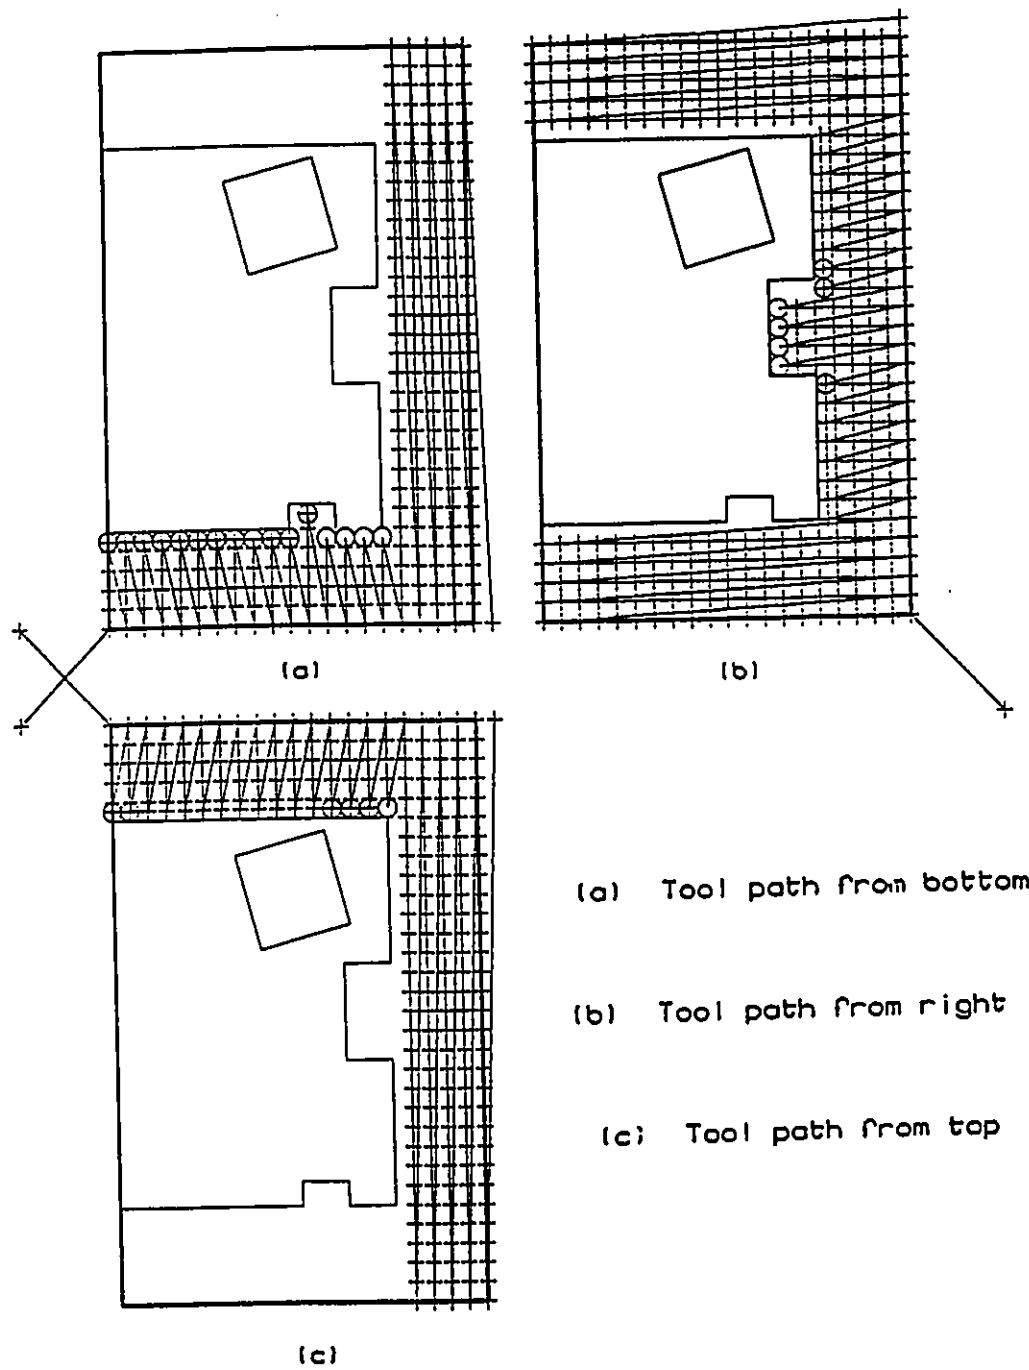 (a)
(b)
(a) Tool path from bottom
(b) Tool path from right
(c) Tool path from top
(c)